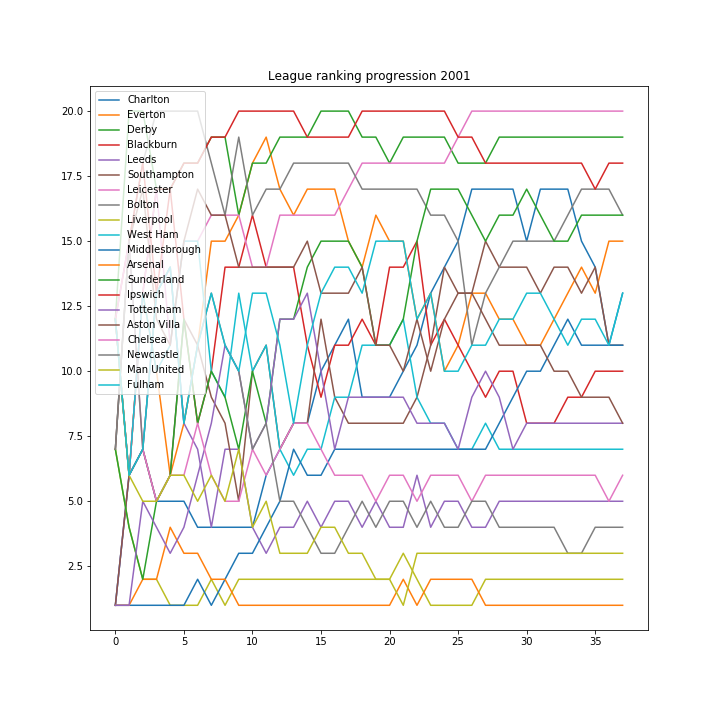 League ranking progression 2001
20.0
17.5
15.0
12.5
10.0
7.5
5.0
2.5
Charlton
Everton
Derby
Blackburn
Leeds
Southampton
Leicester
Bolton
Liverpool
West Ham
Middlesbrough
Arsenal
Sunderland
Ipswich
Tottenham
Aston Villa
Chelsea
Newcastle
Man United
Fulham
0 5 10 15 20 25 30 35